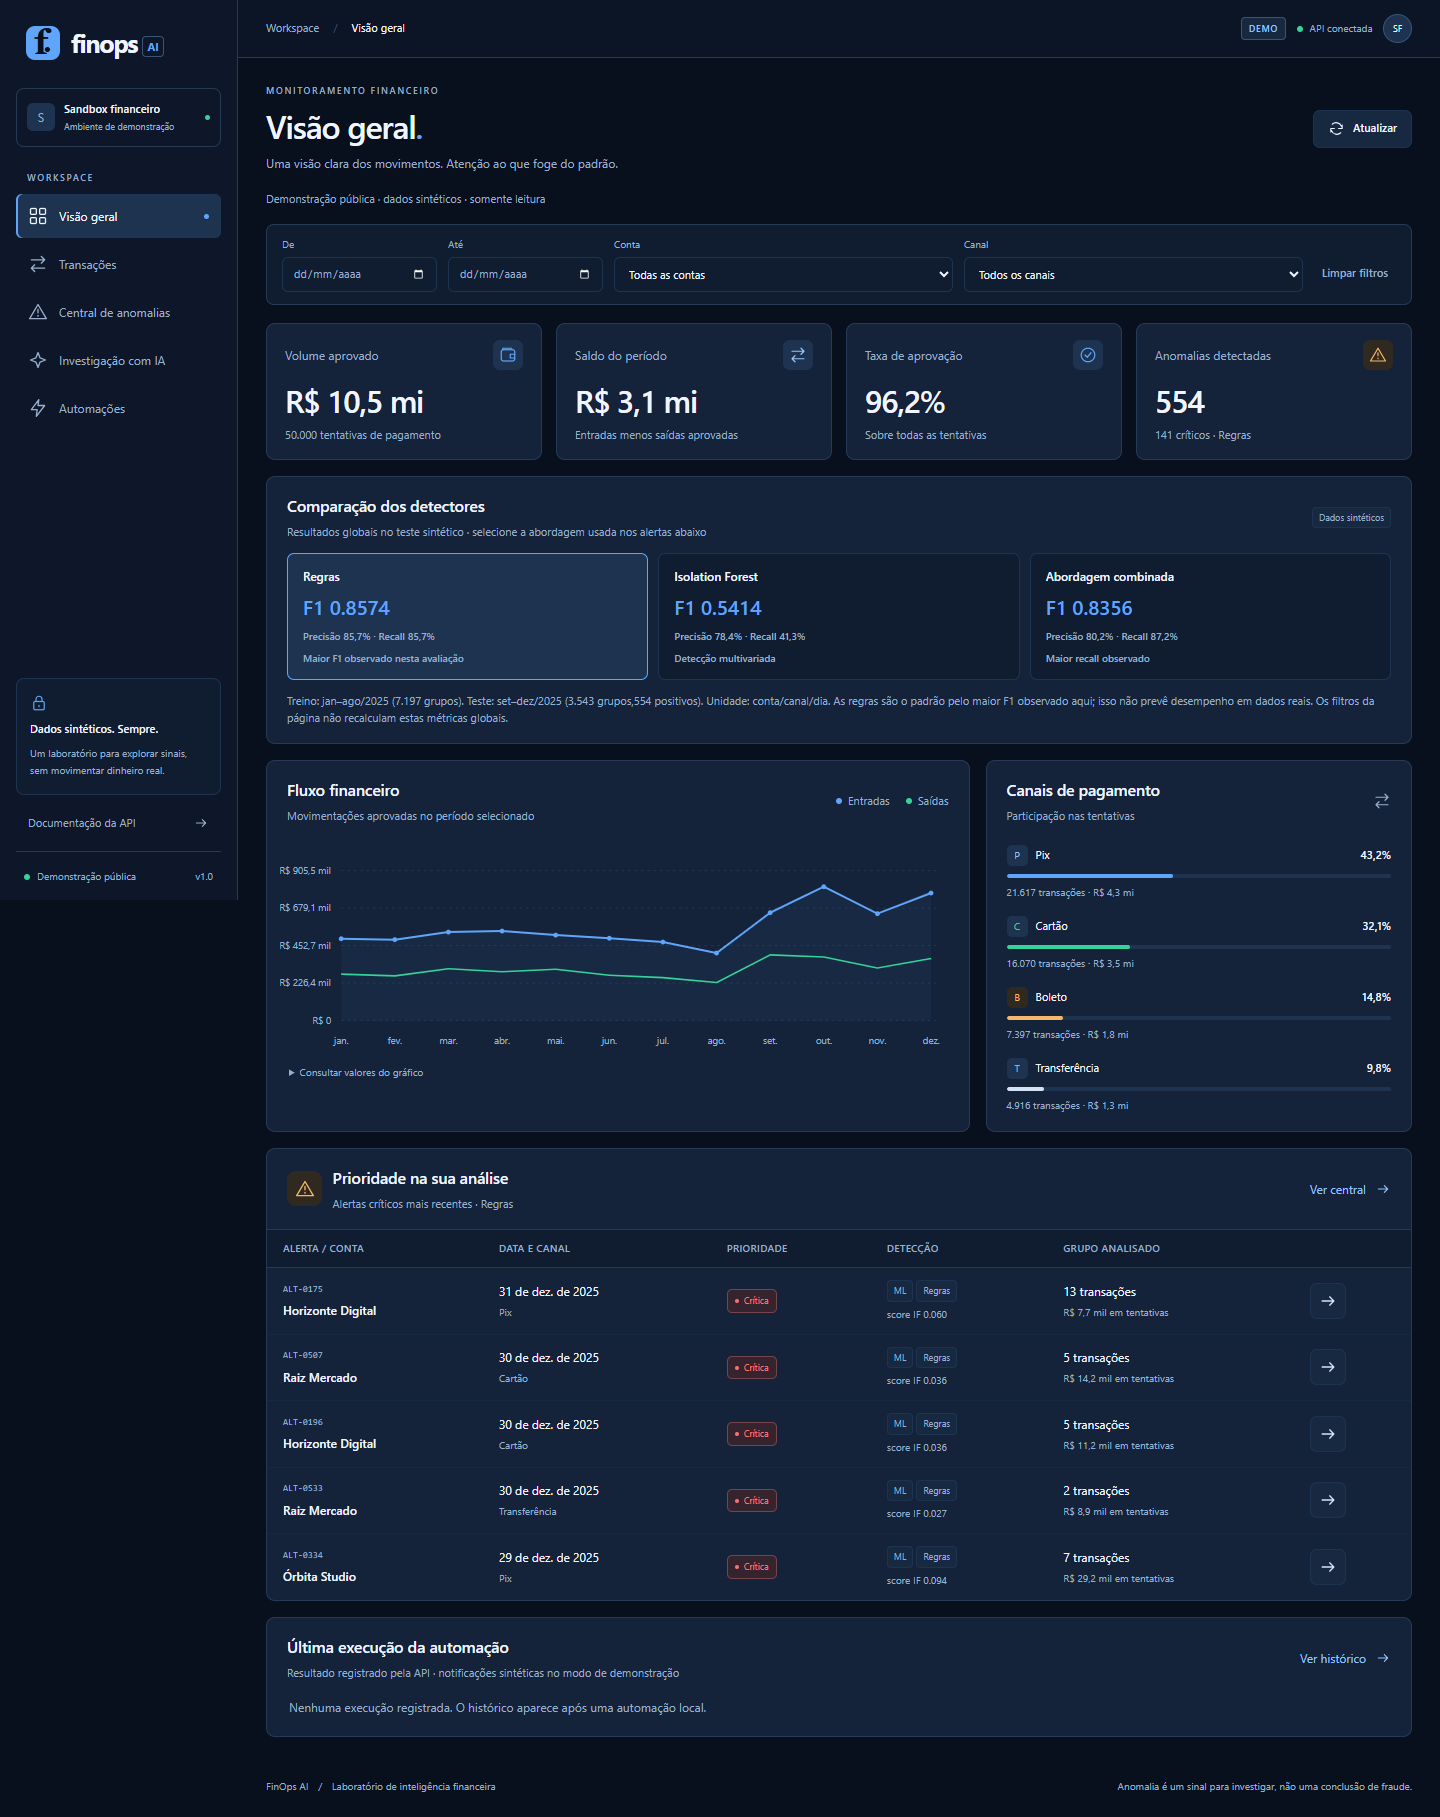 f.
finops AI
S
Sandbox financeiro
Ambiente de demonstração
WORKSPACE
Visão geral
Transações
Central de anomalias
Investigação com IA
Automações
Dados sintéticos. Sempre.
Um laboratório para explorar sinais,
sem movimentar dinheiro real.
Documentação da API
Demonstração pública v1.0
Workspace / Visão geral
DEMO API conectada SF
MONITORAMENTO FINANCEIRO
Visão geral.
Uma visão clara dos movimentos. Atenção ao que foge do padrão.
Atualizar
Demonstração pública · dados sintéticos · somente leitura
De Até Conta Canal
dd/mm/aaaa dd/mm/aaaa Todas as contas Todos os canais Limpar filtros
Volume aprovado
R$ 10,5 mi
50.000 tentativas de pagamento
Saldo do período
R$ 3,1 mi
Entradas menos saídas aprovadas
Taxa de aprovação
96,2%
Sobre todas as tentativas
Anomalias detectadas
554
141 críticos · Regras
Comparação dos detectores
Resultados globais no teste sintético · selecione a abordagem usada nos alertas abaixo
Dados sintéticos
Regras
F1 0.8574
Precisão 85,7% · Recall 85,7%
Maior F1 observado nesta avaliação
Isolation Forest
F1 0.5414
Precisão 78,4% · Recall 41,3%
Detecção multivariada
Abordagem combinada
F1 0.8356
Precisão 80,2% · Recall 87,2%
Maior recall observado
Treino: jan–ago/2025 (7.197 grupos). Teste: set–dez/2025 (3.543 grupos,554 positivos). Unidade: conta/canal/dia. As regras são o padrão pelo maior F1 observado aqui; isso não prevê desempenho em dados reais. Os filtros da
página não recalculam estas métricas globais.
Fluxo financeiro
Movimentações aprovadas no período selecionado
Entradas Saídas
R$ 905,5 mil
R$ 679,1 mil
R$ 452,7 mil
R$ 226,4 mil
R$ 0
jan. fev. mar. abr. mai. jun. jul. ago. set. out. nov. dez.
Consultar valores do gráfico
Canais de pagamento
Participação nas tentativas
P Pix 43,2%
21.617 transações · R$ 4,3 mi
C Cartão 32,1%
16.070 transações · R$ 3,5 mi
B Boleto 14,8%
7.397 transações · R$ 1,8 mi
T Transferência 9,8%
4.916 transações · R$ 1,3 mi
Prioridade na sua análise
Alertas críticos mais recentes · Regras
Ver central
ALERTA / CONTA DATA E CANAL PRIORIDADE DETECÇÃO GRUPO ANALISADO
ALT-0175
Horizonte Digital
31 de dez. de 2025
Pix
Crítica
ML Regras
score IF 0.060
13 transações
R$ 7,7 mil em tentativas
ALT-0507
Raiz Mercado
30 de dez. de 2025
Cartão
Crítica
ML Regras
score IF 0.036
5 transações
R$ 14,2 mil em tentativas
ALT-0196
Horizonte Digital
30 de dez. de 2025
Cartão
Crítica
ML Regras
score IF 0.036
5 transações
R$ 11,2 mil em tentativas
ALT-0533
Raiz Mercado
30 de dez. de 2025
Transferência
Crítica
ML Regras
score IF 0.027
2 transações
R$ 8,9 mil em tentativas
ALT-0334
Órbita Studio
29 de dez. de 2025
Pix
Crítica
ML Regras
score IF 0.094
7 transações
R$ 29,2 mil em tentativas
Última execução da automação
Resultado registrado pela API · notificações sintéticas no modo de demonstração
Ver histórico
Nenhuma execução registrada. O histórico aparece após uma automação local.
FinOps AI / Laboratório de inteligência financeira
Anomalia é um sinal para investigar, não uma conclusão de fraude.